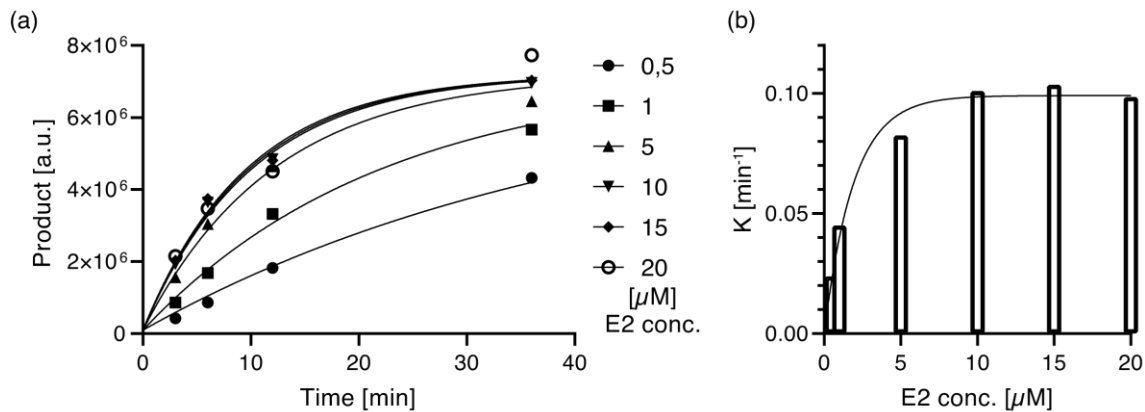 (a)
Product [a.u.]
8×10⁶
6×10⁶
4×10⁶
2×10⁶
0
0 10 20 30 40
Time [min]
0,5
1
5
10
15
20
[µM]
E2 conc.
(b)
K [min⁻¹]
0.10
0.05
0.00
0 5 10 15 20
E2 conc. [µM]